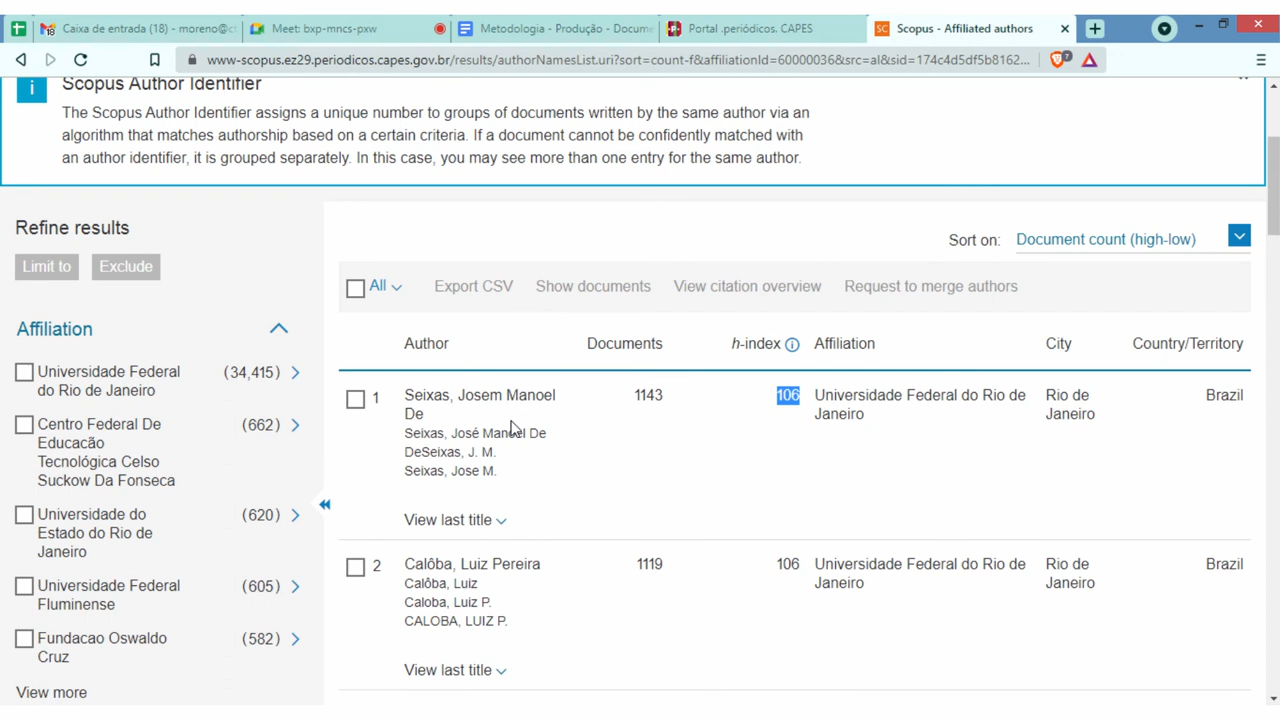 Caixa de entrada (18) - moreno@c
Meet: bxp-mncs-pxw
Metodologia - Produção - Docume
Portal .periódicos. CAPES
Scopus - Affiliated authors
www-scopus.ez29.periodicos.capes.gov.br/results/authorNamesList.uri?sort=count-f&affiliationId=60000036&src=al&sid=174c4d5df5b8162...
Scopus Author Identifier
The Scopus Author Identifier assigns a unique number to groups of documents written by the same author via an
algorithm that matches authorship based on a certain criteria. If a document cannot be confidently matched with
an author identifier, it is grouped separately. In this case, you may see more than one entry for the same author.
Refine results
Limit to
Exclude
Affiliation
Universidade Federal (34,415)
do Rio de Janeiro
Centro Federal De (662)
Educacão
Tecnológica Celso
Suckow Da Fonseca
Universidade do (620)
Estado do Rio de
Janeiro
Universidade Federal (605)
Fluminense
Fundacao Oswaldo (582)
Cruz
View more
Sort on: Document count (high-low)
All Export CSV Show documents View citation overview Request to merge authors
Author Documents h-index Affiliation City Country/Territory
1 Seixas, Josem Manoel 1143 106 Universidade Federal do Rio de Rio de Brazil
De Janeiro Janeiro
Seixas, José Manoel De
DeSeixas, J. M.
Seixas, Jose M.
View last title
2 Calôba, Luiz Pereira 1119 106 Universidade Federal do Rio de Rio de Brazil
Calôba, Luiz Janeiro Janeiro
Caloba, Luiz P.
CALOBA, LUIZ P.
View last title